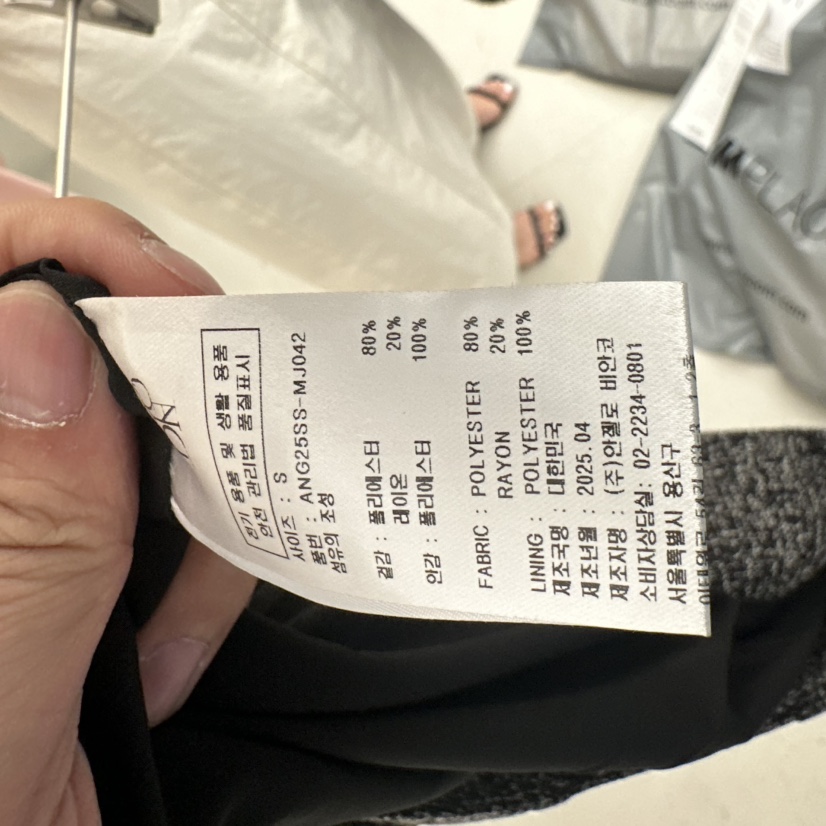 전기 용품 및 생활 용품
안전 관리법 품질표시
사이즈 : S
품번 : ANG25SS-MJ042
섬유의 조성
겉감 : 폴리에스터 80%
레이온 20%
안감 : 폴리에스터 100%
FABRIC : POLYESTER 80%
RAYON 20%
LINING : POLYESTER 100%
제조국명 : 대한민국
제조년월 : 2025.04
제조자명 : (주)안젤로 비안코
소비자상담실: 02-2234-0801
서울특별시 용산구
MPLAC